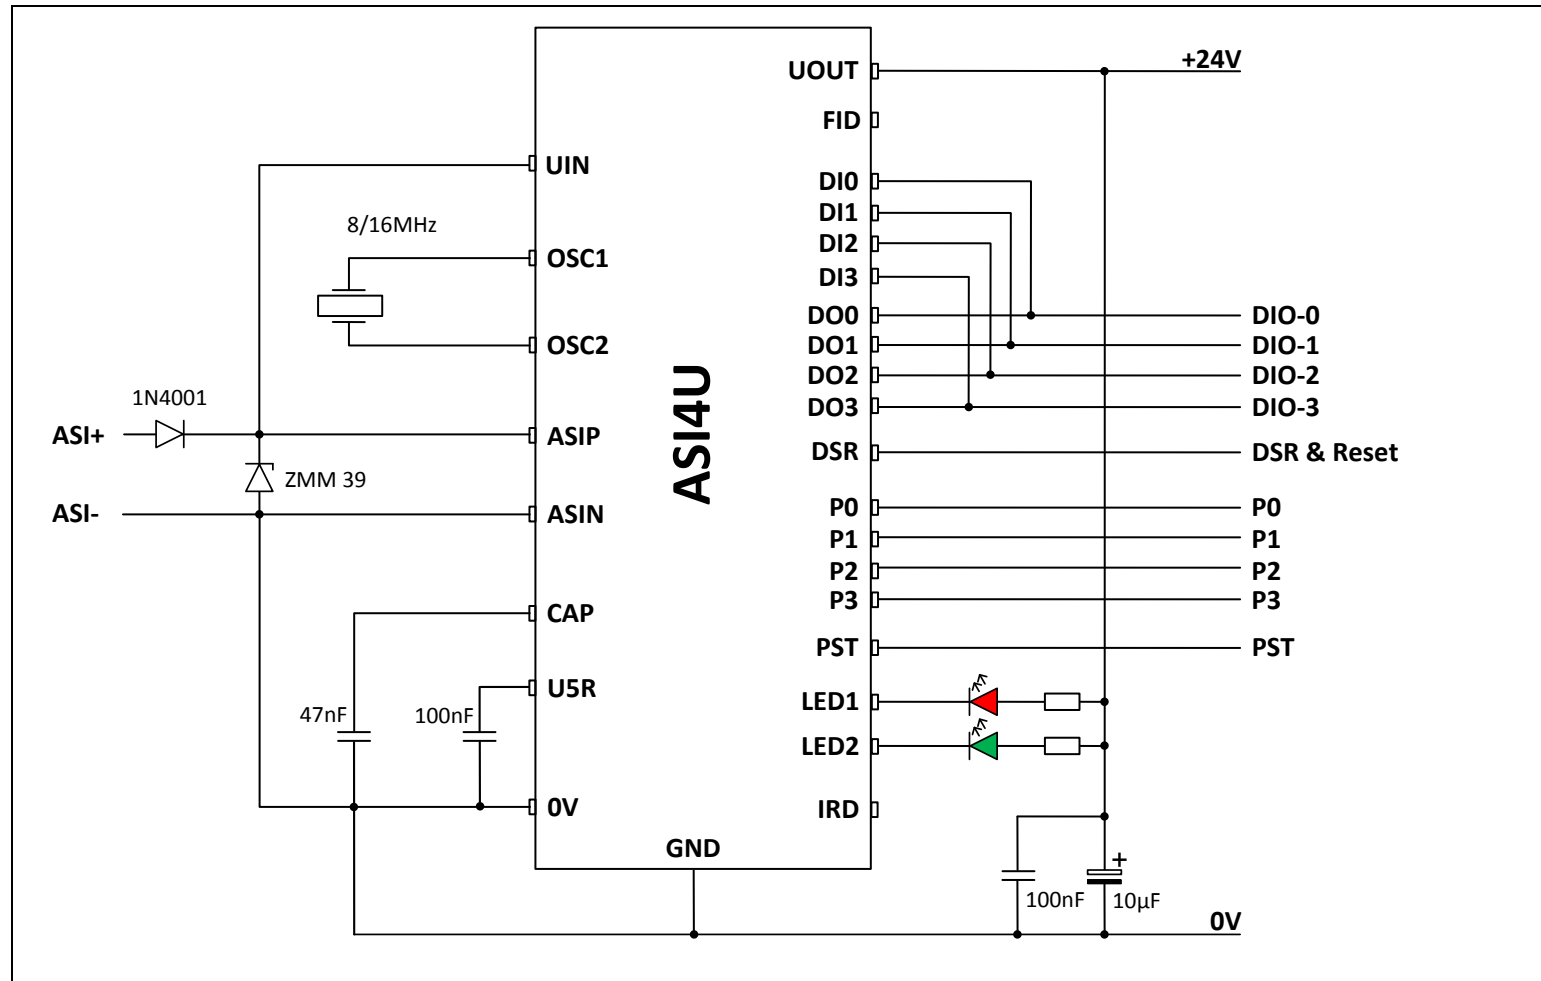 UOUT
+24V
FID
UIN
DI0
DI1
8/16MHz
DI2
OSC1
DI3
DO0
DIO-0
OSC2
DO1
DIO-1
DO2
DIO-2
1N4001
DO3
DIO-3
ASI+
ASIP
ASI4U
DSR
DSR & Reset
ZMM 39
ASI-
ASIN
P0
P0
P1
P1
P2
P2
P3
P3
CAP
PST
PST
U5R
LED1
47nF
100nF
LED2
0V
IRD
GND
+
100nF
10µF
0V